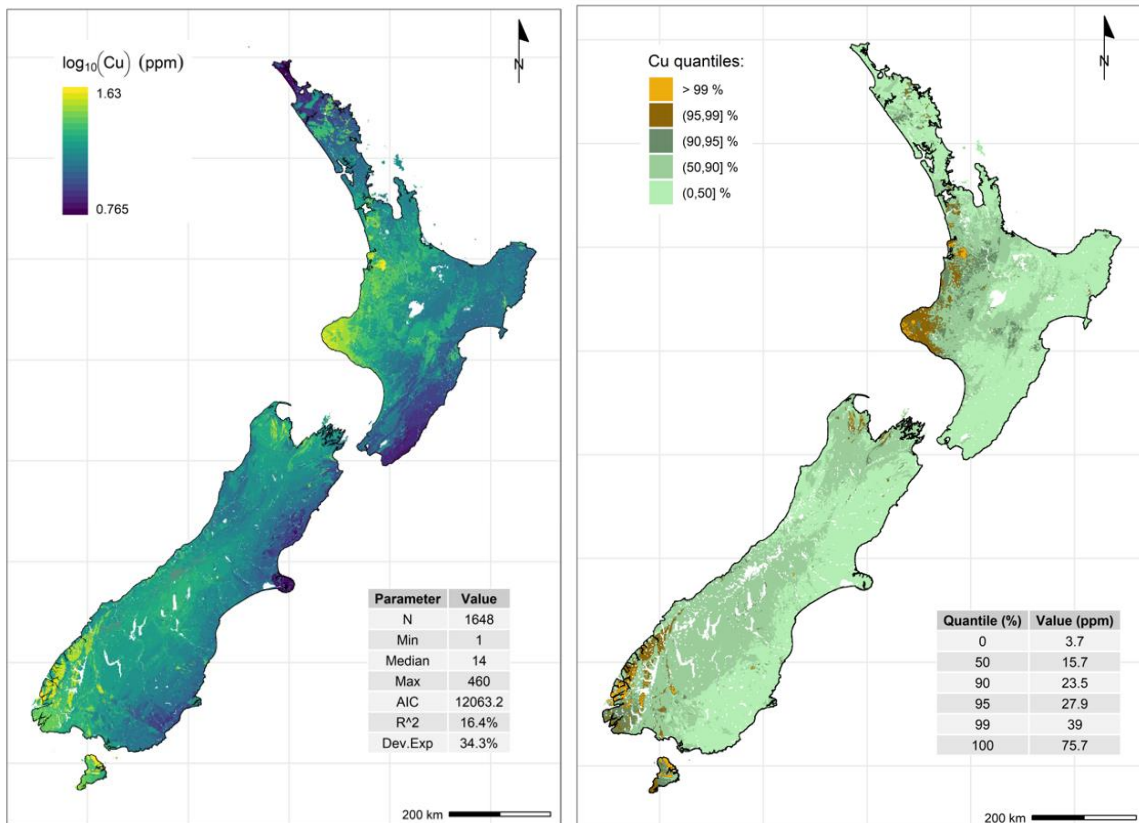 N
log₁₀(Cu) (ppm)
1.63
0.765
Parameter Value
N 1648
Min 1
Median 14
Max 460
AIC 12063.2
R^2 16.4%
Dev.Exp 34.3%
200 km
N
Cu quantiles:
> 99 %
(95,99] %
(90,95] %
(50,90] %
(0,50] %
Quantile (%) Value (ppm)
0 3.7
50 15.7
90 23.5
95 27.9
99 39
100 75.7
200 km